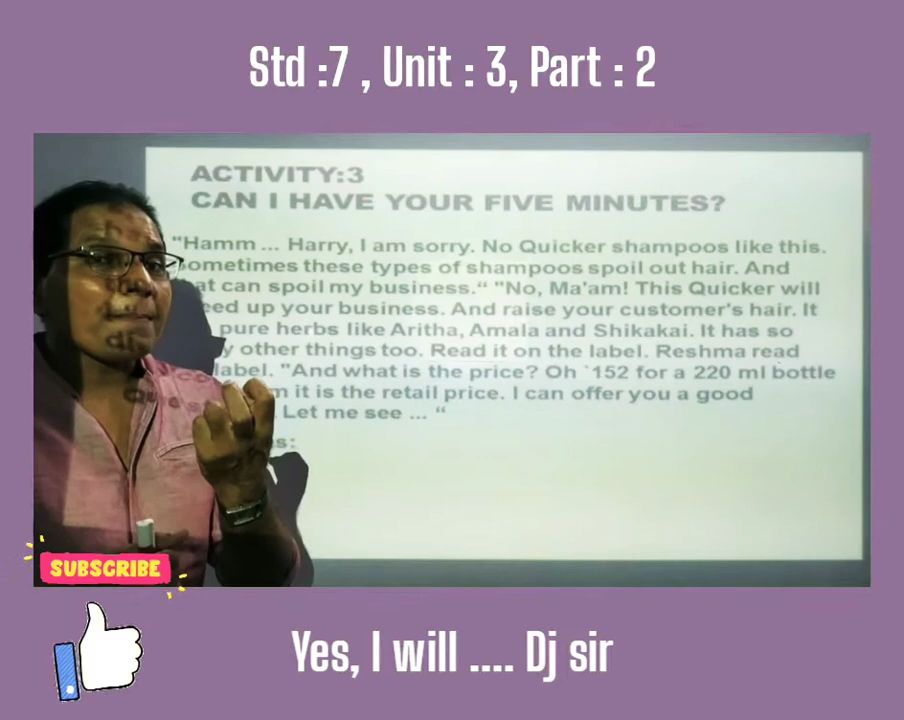 Std :7 , Unit : 3, Part : 2
ACTIVITY:3
CAN I HAVE YOUR FIVE MINUTES?
"Hamm ... Harry, I am sorry. No Quicker shampoos like this.
ometimes these types of shampoos spoil out hair. And
at can spoil my business.“ "No, Ma'am! This Quicker will
eed up your business. And raise your customer's hair. It
pure herbs like Aritha, Amala and Shikakai. It has so
y other things too. Read it on the label. Reshma read
label. "And what is the price? Oh `152 for a 220 ml bottle
m it is the retail price. I can offer you a good
Let me see ... “
s:
SUBSCRIBE
Yes, I will .... Dj sir